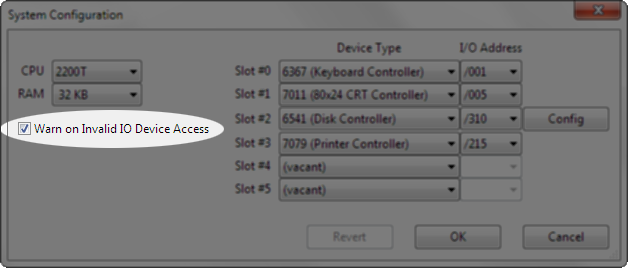 System Configuration
Device Type I/O Address
CPU 2200T Slot #0 6367 (Keyboard Controller) /001
RAM 32 KB Slot #1 7011 (80x24 CRT Controller) /005
Warn on Invalid IO Device Access Slot #2 6541 (Disk Controller) /310 Config
Slot #3 7079 (Printer Controller) /215
Slot #4 (vacant)
Slot #5 (vacant)
Revert OK Cancel